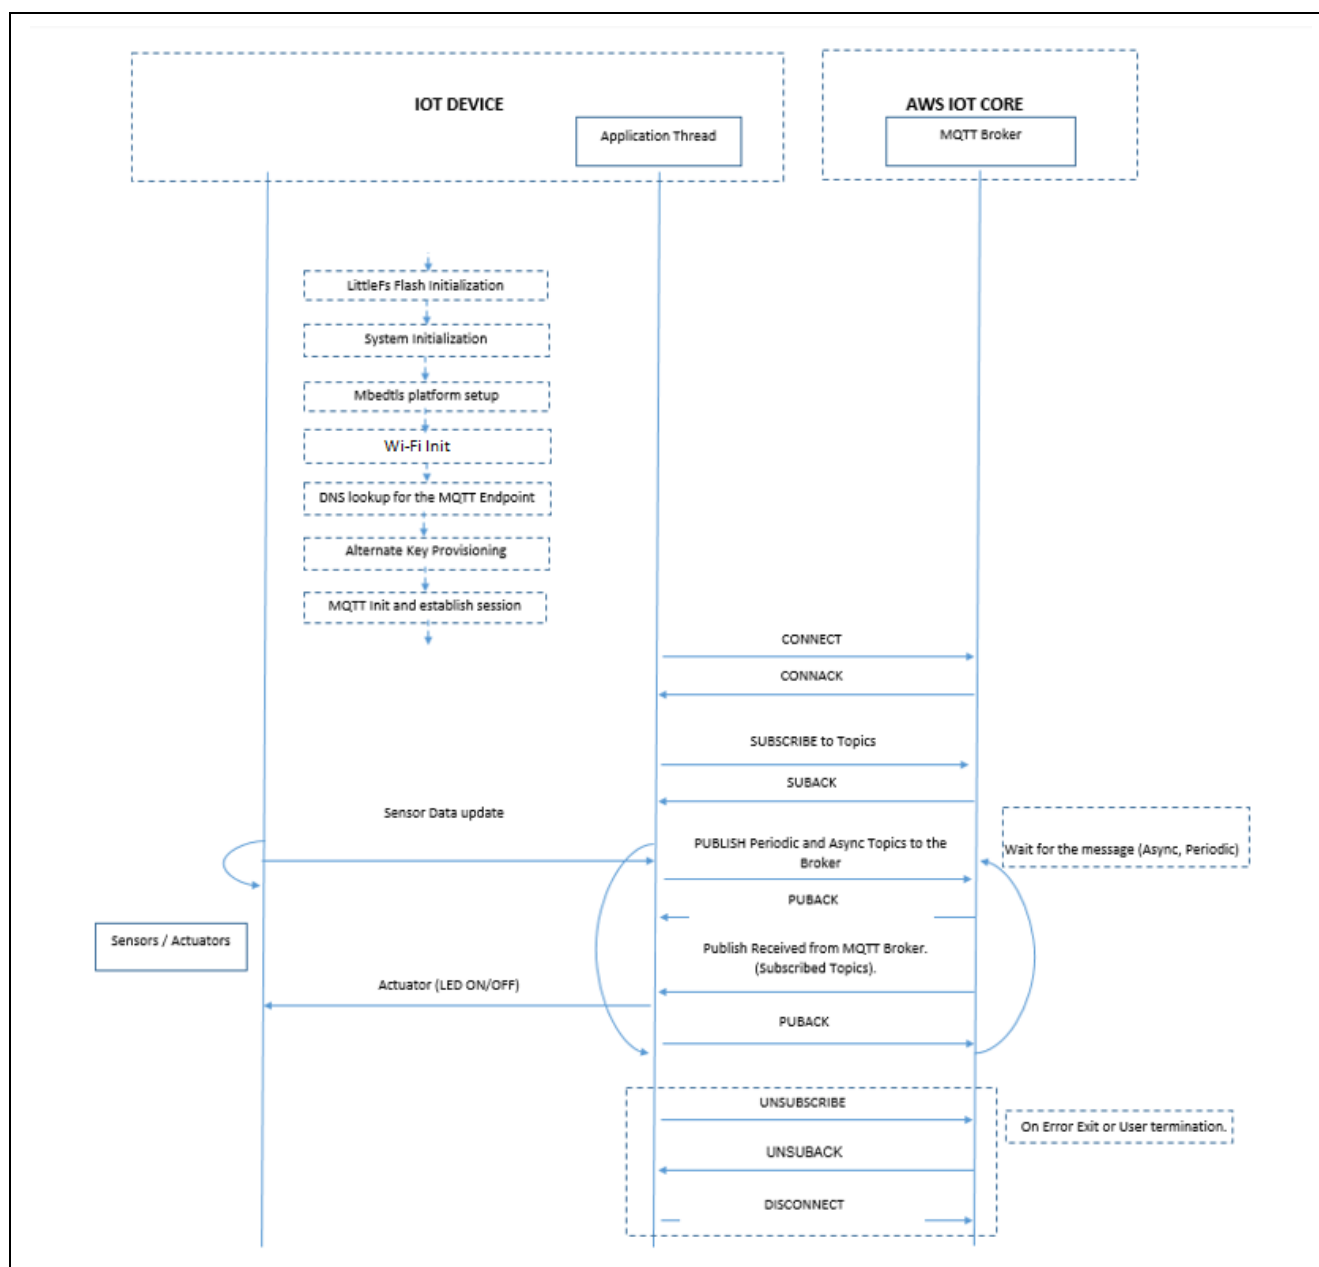 IOT DEVICE
AWS IOT CORE
Application Thread
MQTT Broker
LittleFs Flash Initialization
System Initialization
Mbedtls platform setup
Wi-Fi Init
DNS lookup for the MQTT Endpoint
Alternate Key Provisioning
MQTT Init and establish session
CONNECT
CONNACK
SUBSCRIBE to Topics
SUBACK
Sensor Data update
PUBLISH Periodic and Async Topics to the
Broker
Wait for the message (Async, Periodic)
PUBACK
Sensors / Actuators
Publish Received from MQTT Broker.
(Subscribed Topics).
Actuator (LED ON/OFF)
PUBACK
UNSUBSCRIBE
On Error Exit or User termination.
UNSUBACK
DISCONNECT